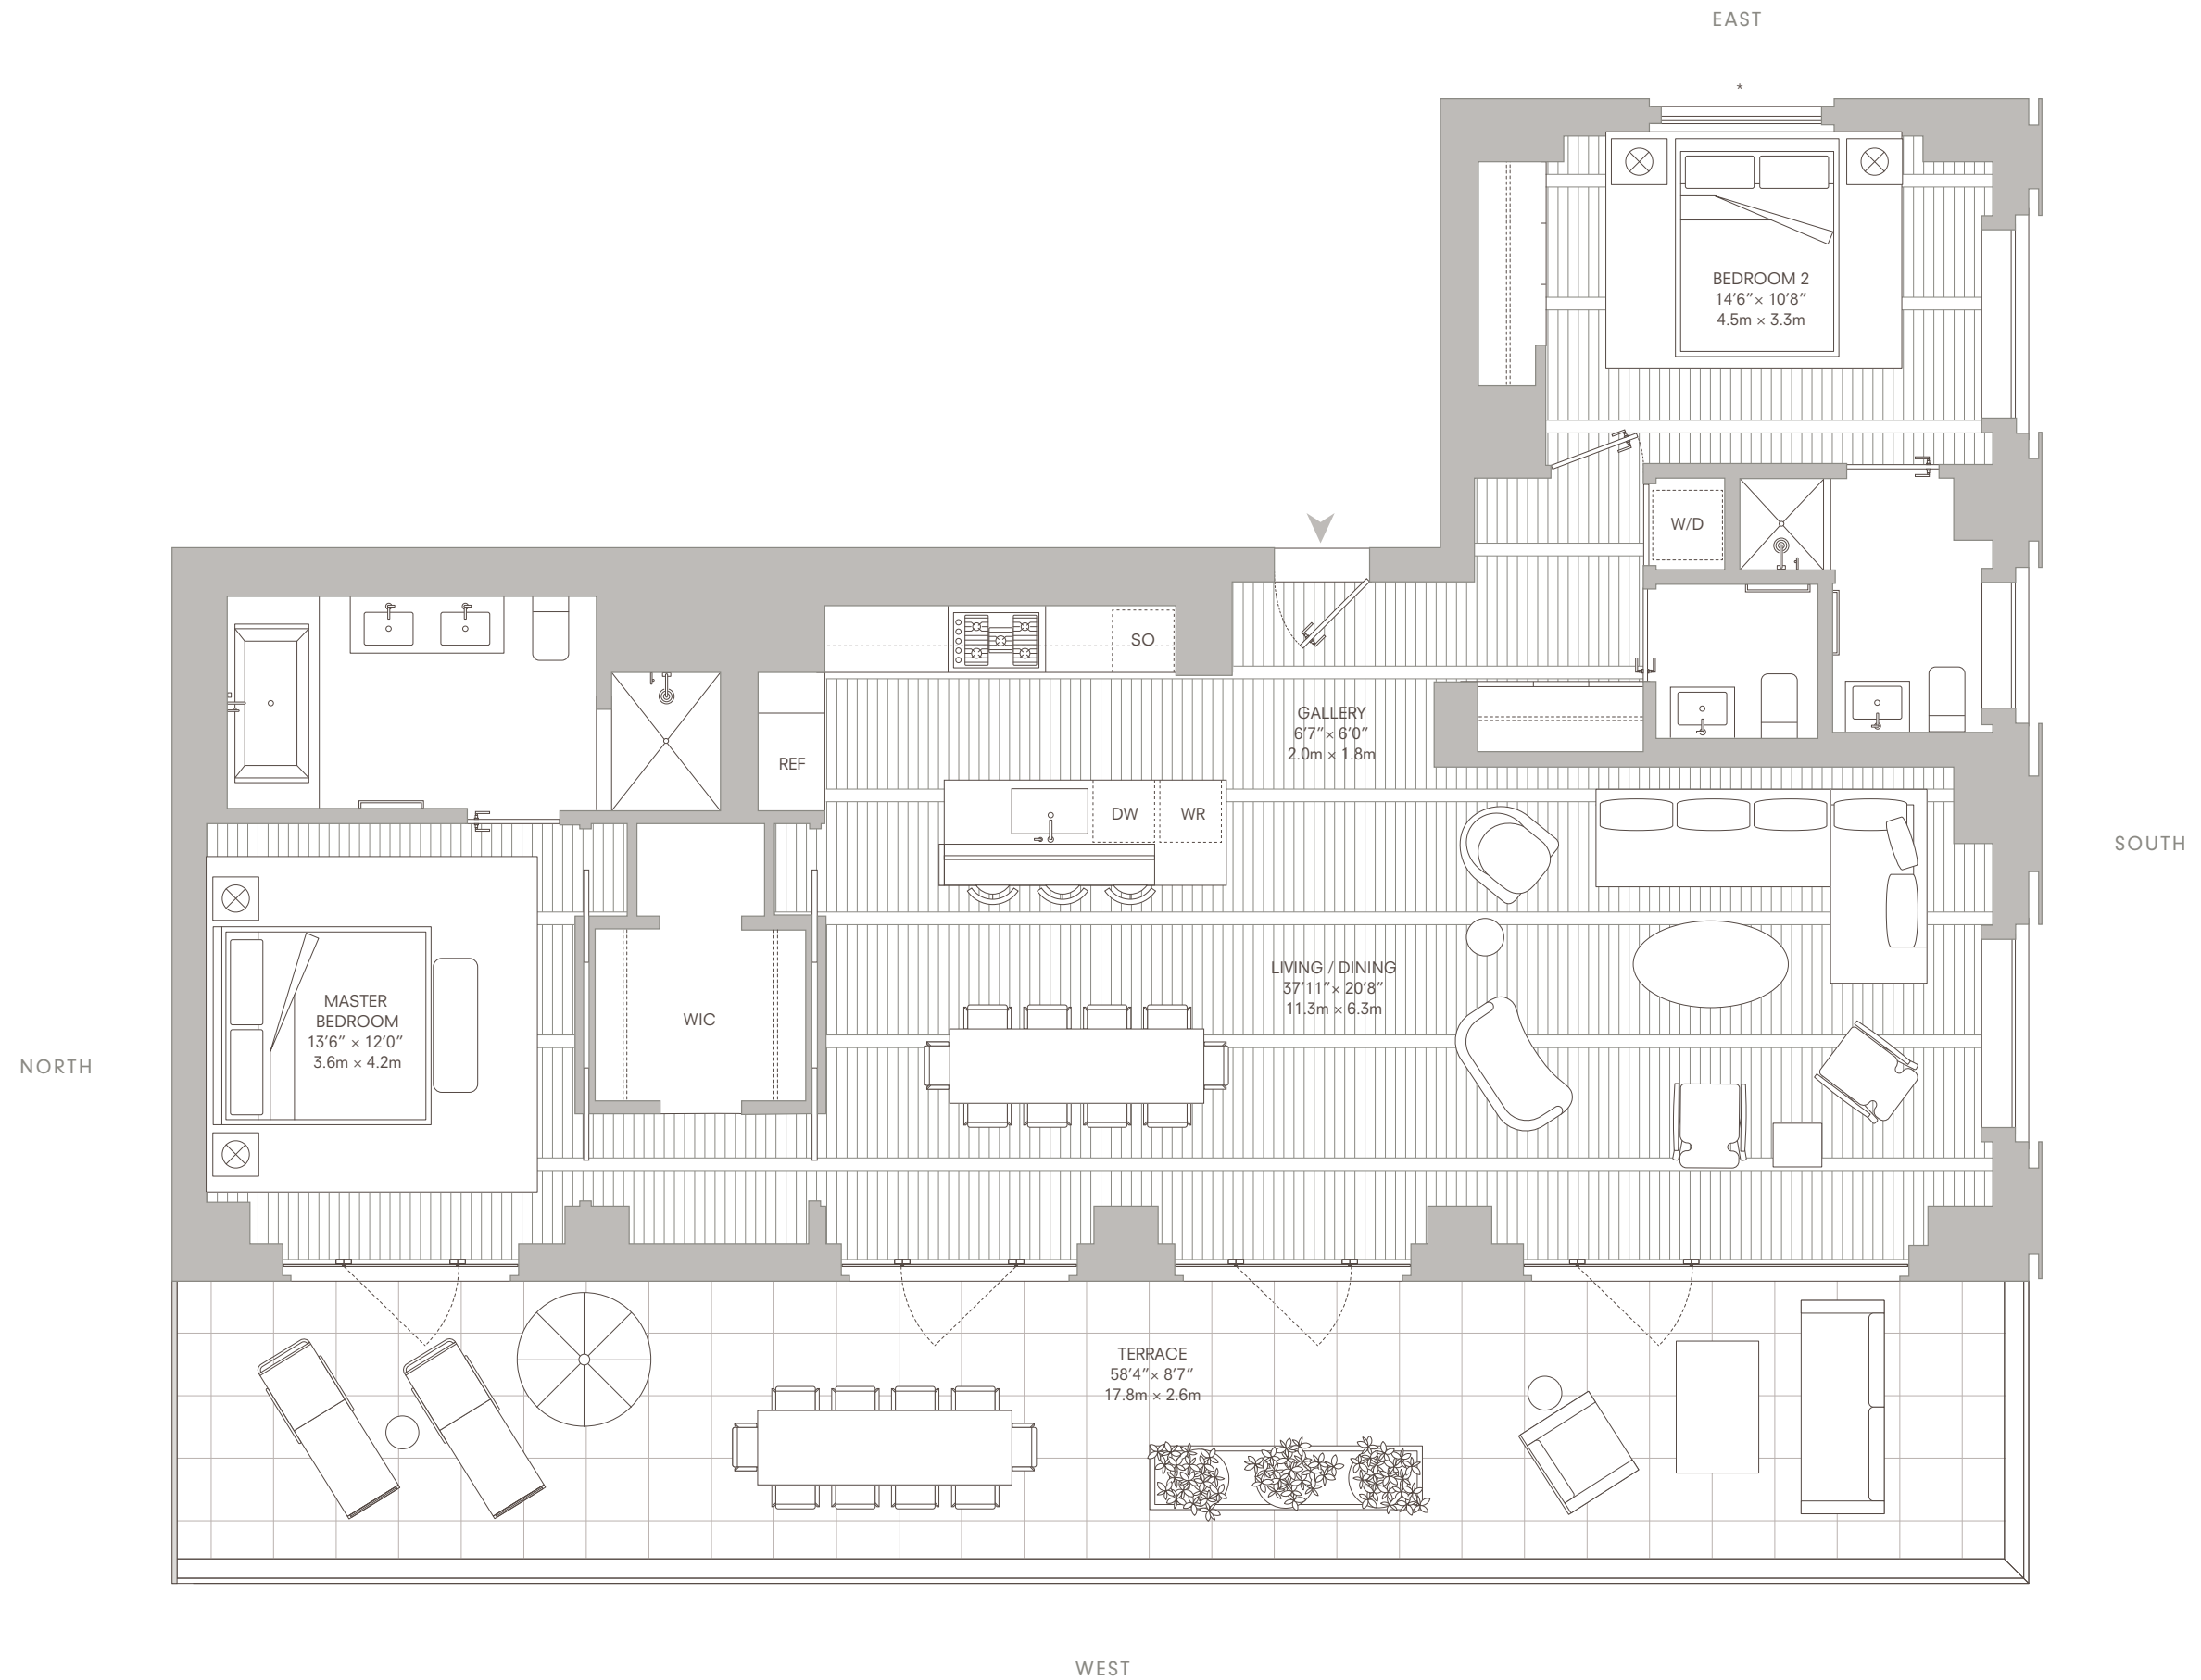 EAST
*
BEDROOM 2
14'6"× 10'8"
4.5m × 3.3m
W/D
SO
GALLERY
6'7"× 6'0"
2.0m × 1.8m
REF
DW
WR
SOUTH
LIVING / DINING
37'11"× 20'8"
11.3m × 6.3m
MASTER
BEDROOM
13'6" × 12'0"
3.6m × 4.2m
WIC
NORTH
TERRACE
58'4"× 8'7"
17.8m × 2.6m
WEST